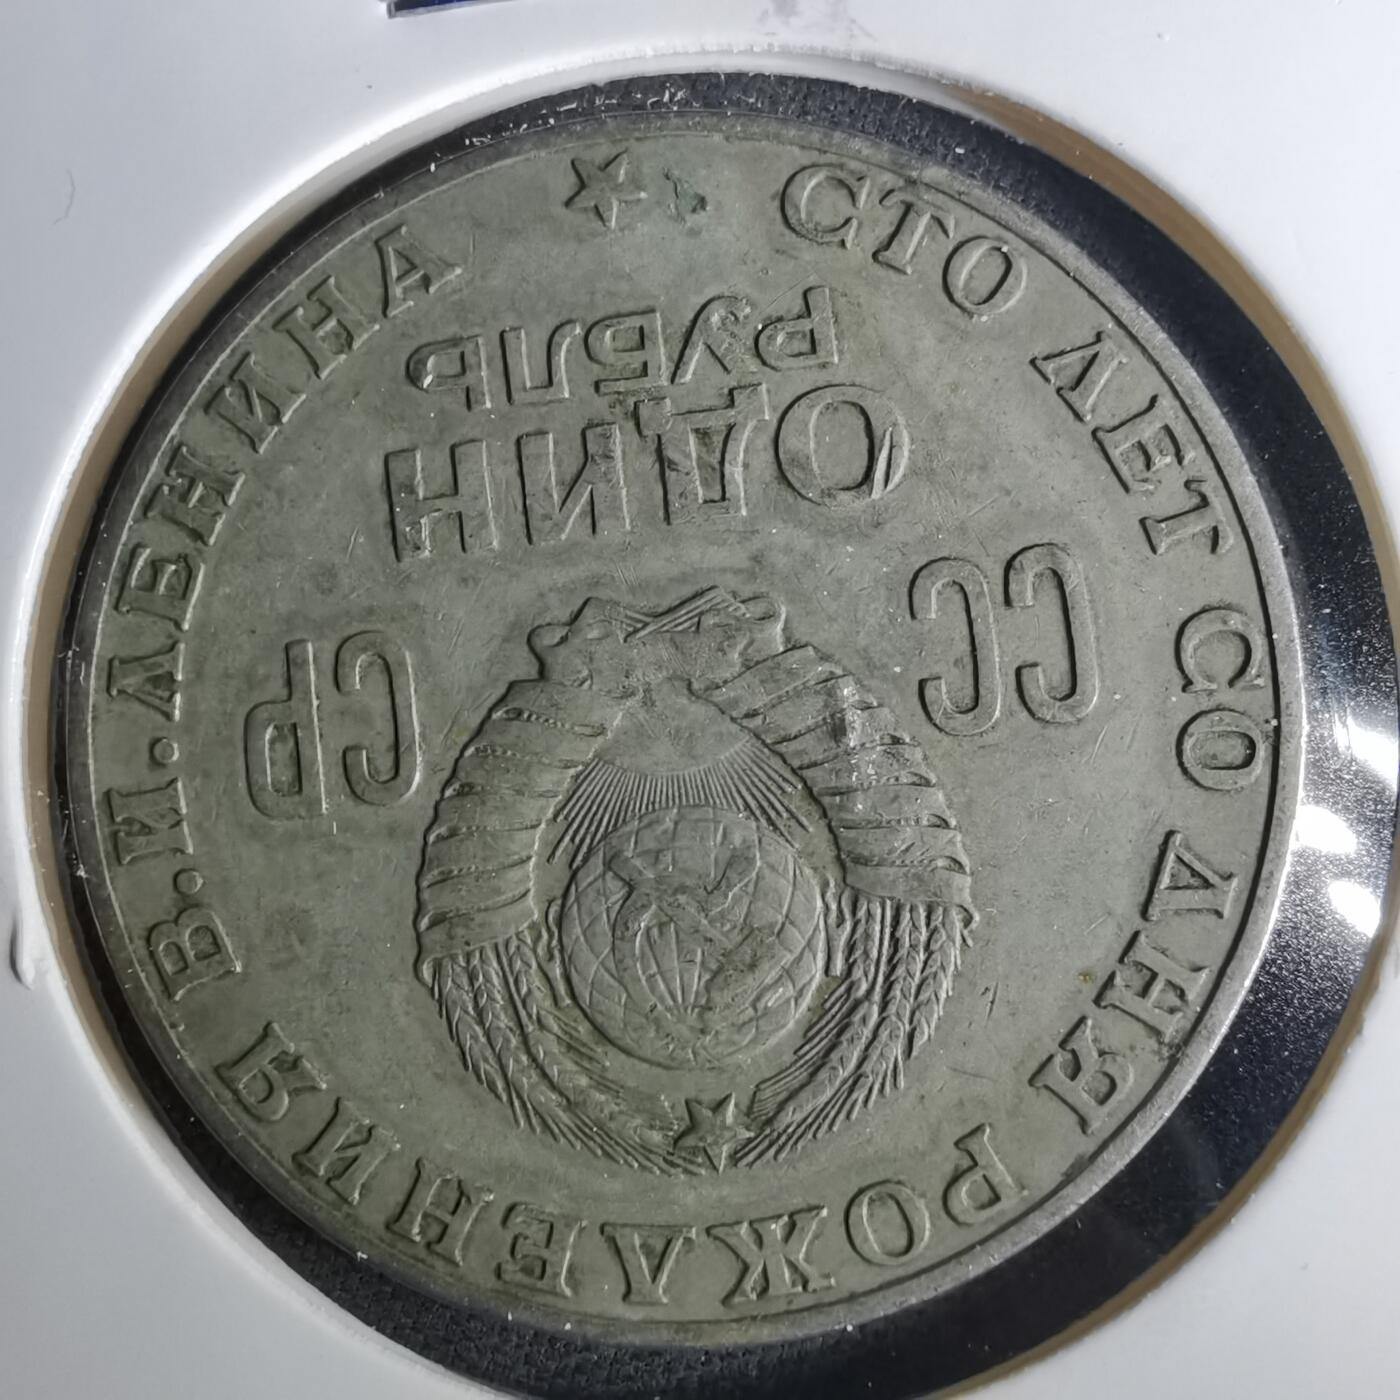 СТО ЛЕТ СО ДНЯ РОЖДЕНИЯ В.И.ЛЕНИНА
СС СР
ОДИН
РУБЛЬ